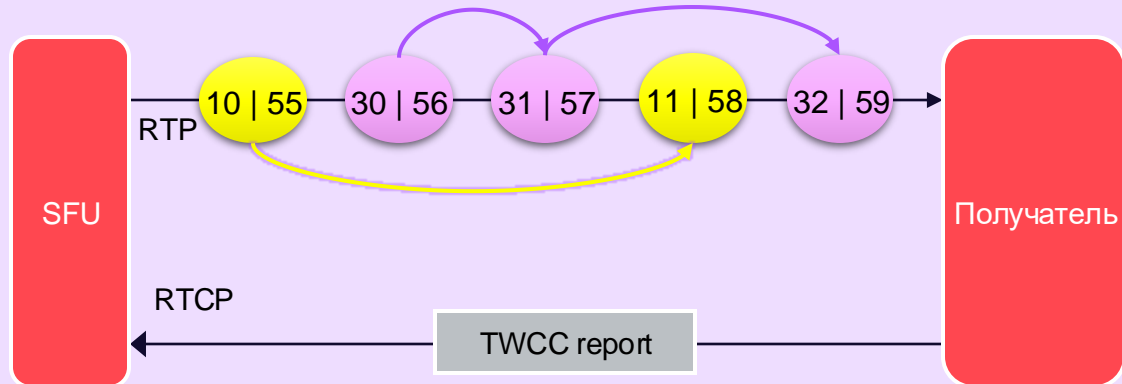 10 | 55
30 | 56
31 | 57
11 | 58
32 | 59
RTP
SFU
Получатель
RTCP
TWCC report